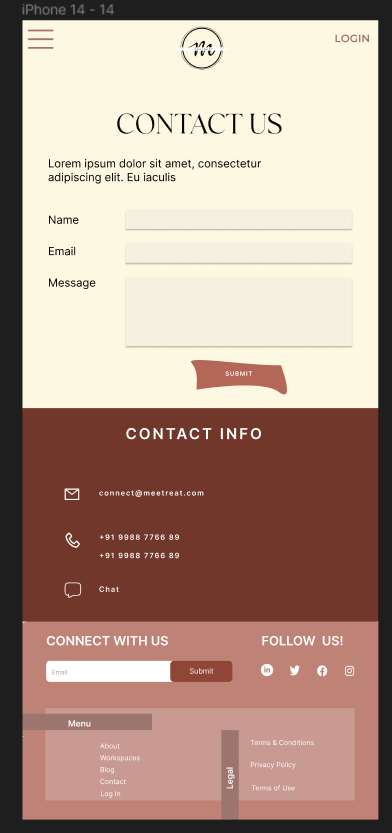 iPhone 14 - 14
m
LOGIN
CONTACT US
Lorem ipsum dolor sit amet, consectetur
adipiscing elit. Eu iaculis
Name
Email
Message
SUBMIT
CONTACT INFO
connect@meetreat.com
+91 9988 7766 89
+91 9988 7766 89
Chat
CONNECT WITH US
FOLLOW US!
Email
Submit
in
Menu
About
Workspaces
Blog
Contact
Log In
Legal
Terms & Conditions
Privacy Policy
Terms of Use